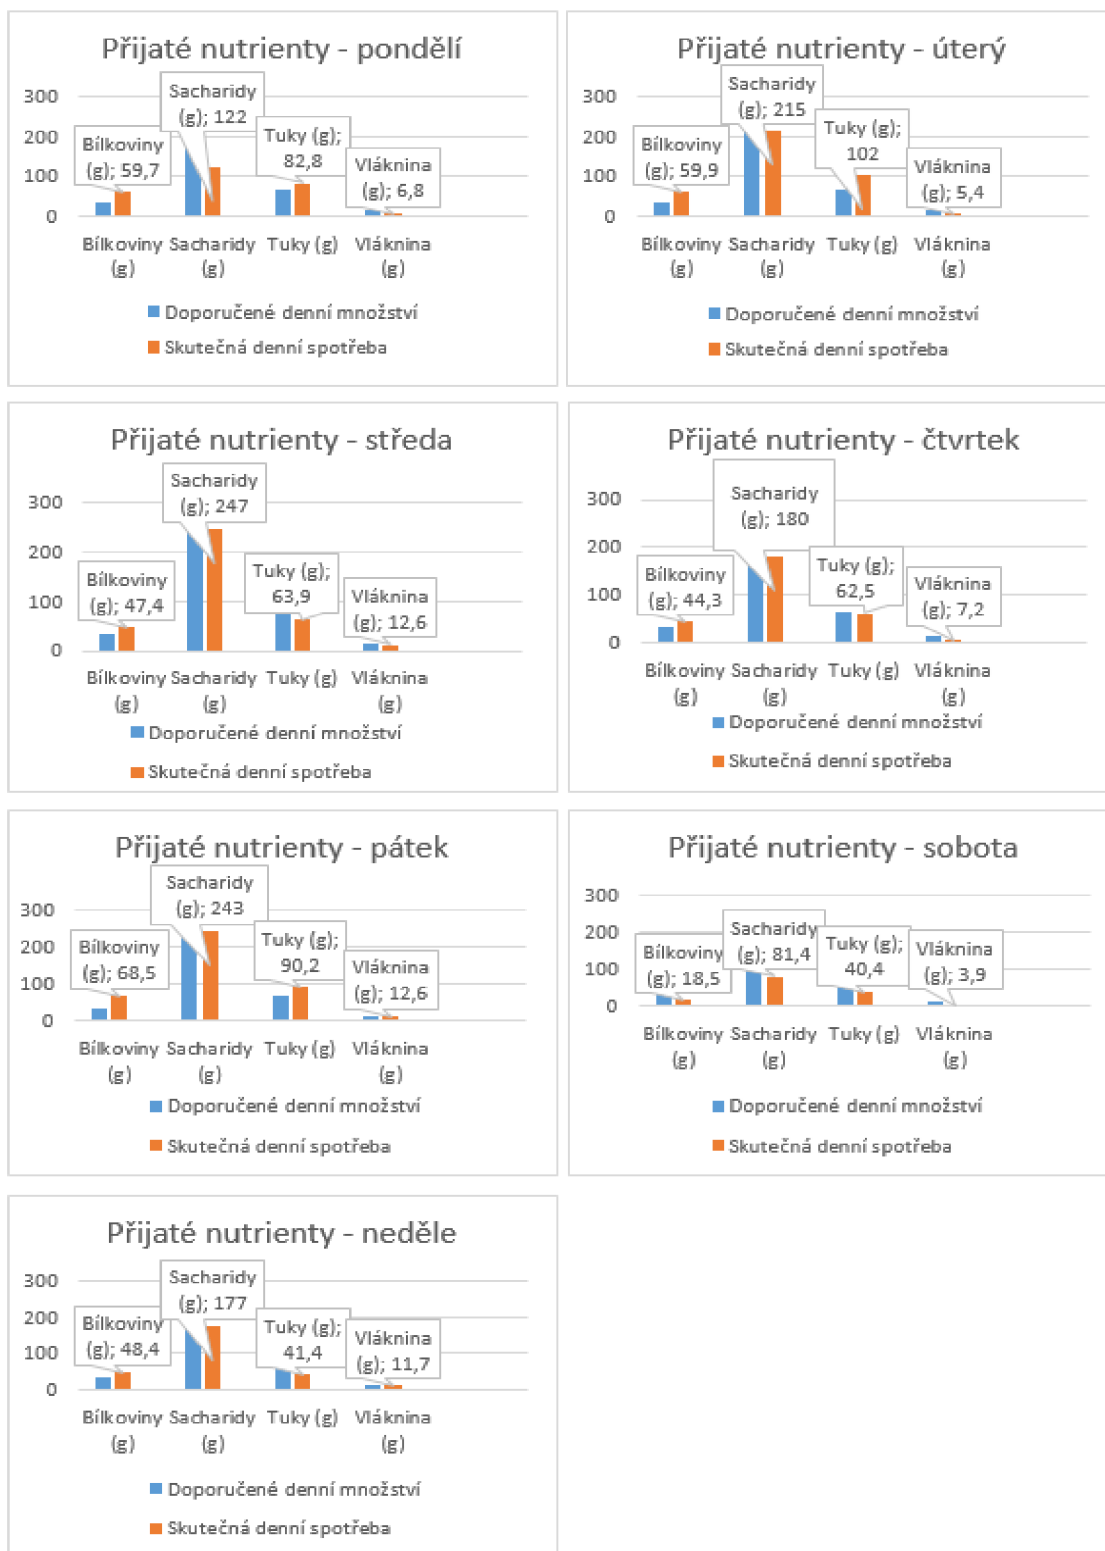 Přijaté nutrienty - pondělí
300
200
100
0
Bílkoviny
(g); 59,7
Sacharidy
(g); 122
Tuky (g);
82,8
Vláknina
(g); 6,8
Bílkoviny
(g)
Sacharidy
(g)
Tuky (g)
Vláknina
(g)
Doporučené denní množství
Skutečná denní spotřeba
Přijaté nutrienty - úterý
300
200
100
0
Bílkoviny
(g); 59,9
Sacharidy
(g); 215
Tuky (g);
102
Vláknina
(g); 5,4
Bílkoviny
(g)
Sacharidy
(g)
Tuky (g)
Vláknina
(g)
Doporučené denní množství
Skutečná denní spotřeba
Přijaté nutrienty - středa
300
200
100
0
Bílkoviny
(g); 47,4
Sacharidy
(g); 247
Tuky (g);
63,9
Vláknina
(g); 12,6
Bílkoviny
(g)
Sacharidy
(g)
Tuky (g)
Vláknina
(g)
Doporučené denní množství
Skutečná denní spotřeba
Přijaté nutrienty - čtvrtek
300
200
100
0
Bílkoviny
(g); 44,3
Sacharidy
(g); 180
Tuky (g);
62,5
Vláknina
(g); 7,2
Bílkoviny
(g)
Sacharidy
(g)
Tuky (g)
Vláknina
(g)
Doporučené denní množství
Skutečná denní spotřeba
Přijaté nutrienty - pátek
300
200
100
0
Bílkoviny
(g); 68,5
Sacharidy
(g); 243
Tuky (g);
90,2
Vláknina
(g); 12,6
Bílkoviny
(g)
Sacharidy
(g)
Tuky (g)
Vláknina
(g)
Doporučené denní množství
Skutečná denní spotřeba
Přijaté nutrienty - sobota
300
200
100
0
Bílkoviny
(g); 18,5
Sacharidy
(g); 81,4
Tuky (g);
40,4
Vláknina
(g); 3,9
Bílkoviny
(g)
Sacharidy
(g)
Tuky (g)
Vláknina
(g)
Doporučené denní množství
Skutečná denní spotřeba
Přijaté nutrienty - neděle
300
200
100
0
Bílkoviny
(g); 48,4
Sacharidy
(g); 177
Tuky (g);
41,4
Vláknina
(g); 11,7
Bílkoviny
(g)
Sacharidy
(g)
Tuky (g)
Vláknina
(g)
Doporučené denní množství
Skutečná denní spotřeba